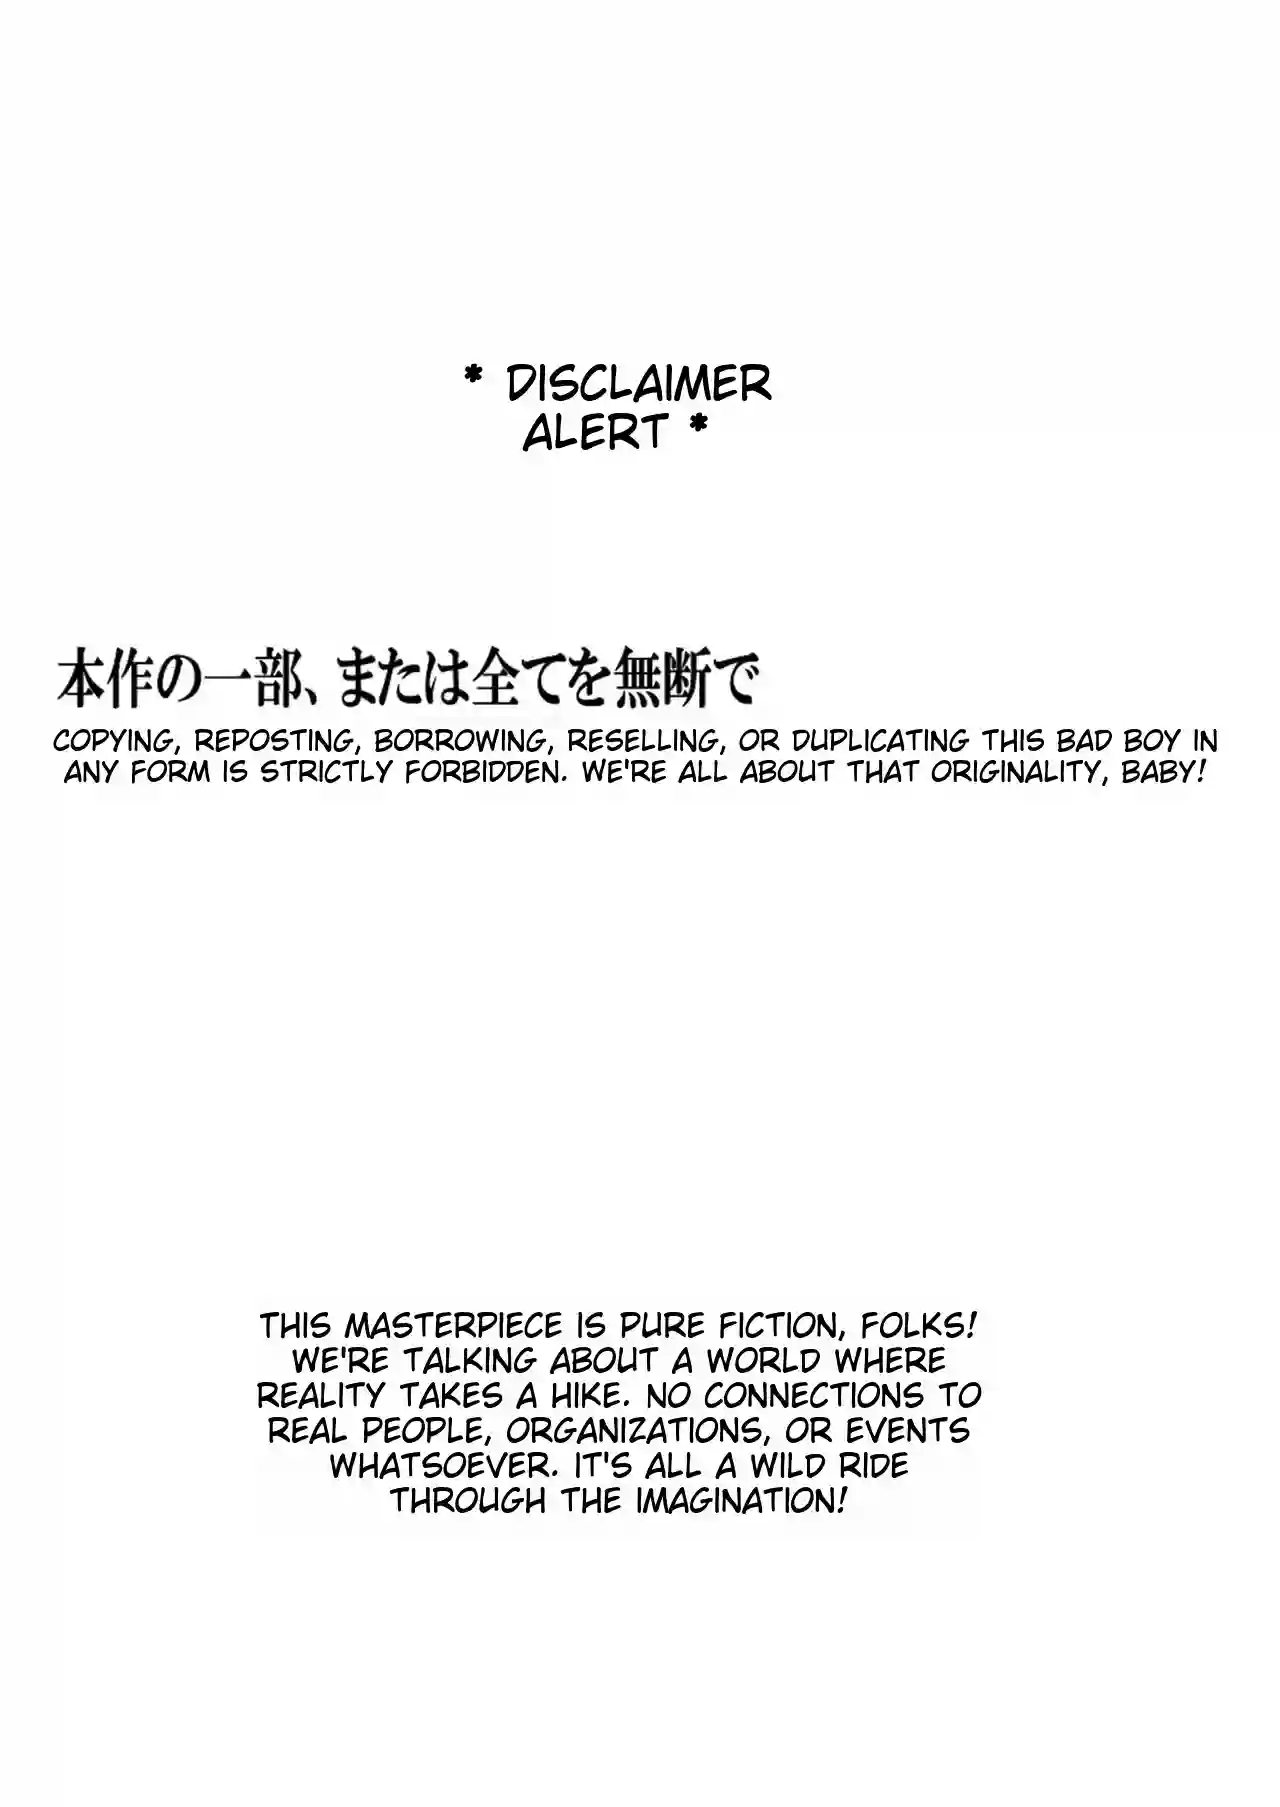 * DISCLAIMER
ALERT *
本作の一部、または全てを無断で
COPYING, REPOSTING, BORROWING, RESELLING, OR DUPLICATING THIS BAD BOY IN
ANY FORM IS STRICTLY FORBIDDEN. WE'RE ALL ABOUT THAT ORIGINALITY, BABY!
THIS MASTERPIECE IS PURE FICTION, FOLKS!
WE'RE TALKING ABOUT A WORLD WHERE
REALITY TAKES A HIKE. NO CONNECTIONS TO
REAL PEOPLE, ORGANIZATIONS, OR EVENTS
WHATSOEVER. IT'S ALL A WILD RIDE
THROUGH THE IMAGINATION!